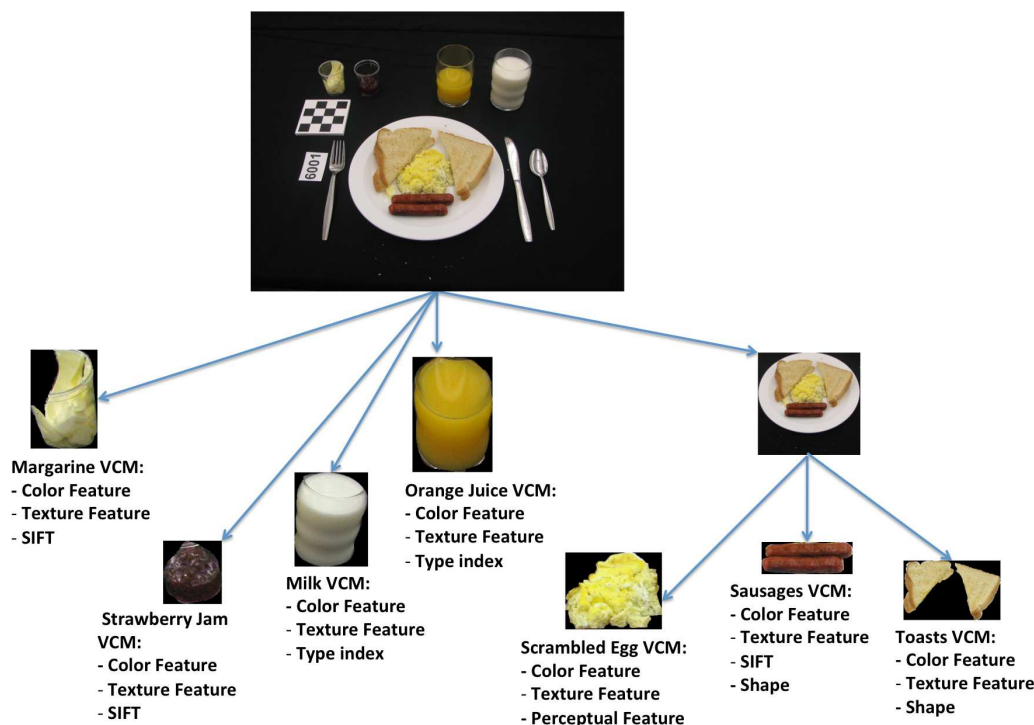 6001
Margarine VCM:
- Color Feature
- Texture Feature
- SIFT
Strawberry Jam
VCM:
- Color Feature
- Texture Feature
- SIFT
Milk VCM:
- Color Feature
- Texture Feature
- Type index
Orange Juice VCM:
- Color Feature
- Texture Feature
- Type index
Scrambled Egg VCM:
- Color Feature
- Texture Feature
- Perceptual Feature
Sausages VCM:
- Color Feature
- Texture Feature
- SIFT
- Shape
Toasts VCM:
- Color Feature
- Texture Feature
- Shape